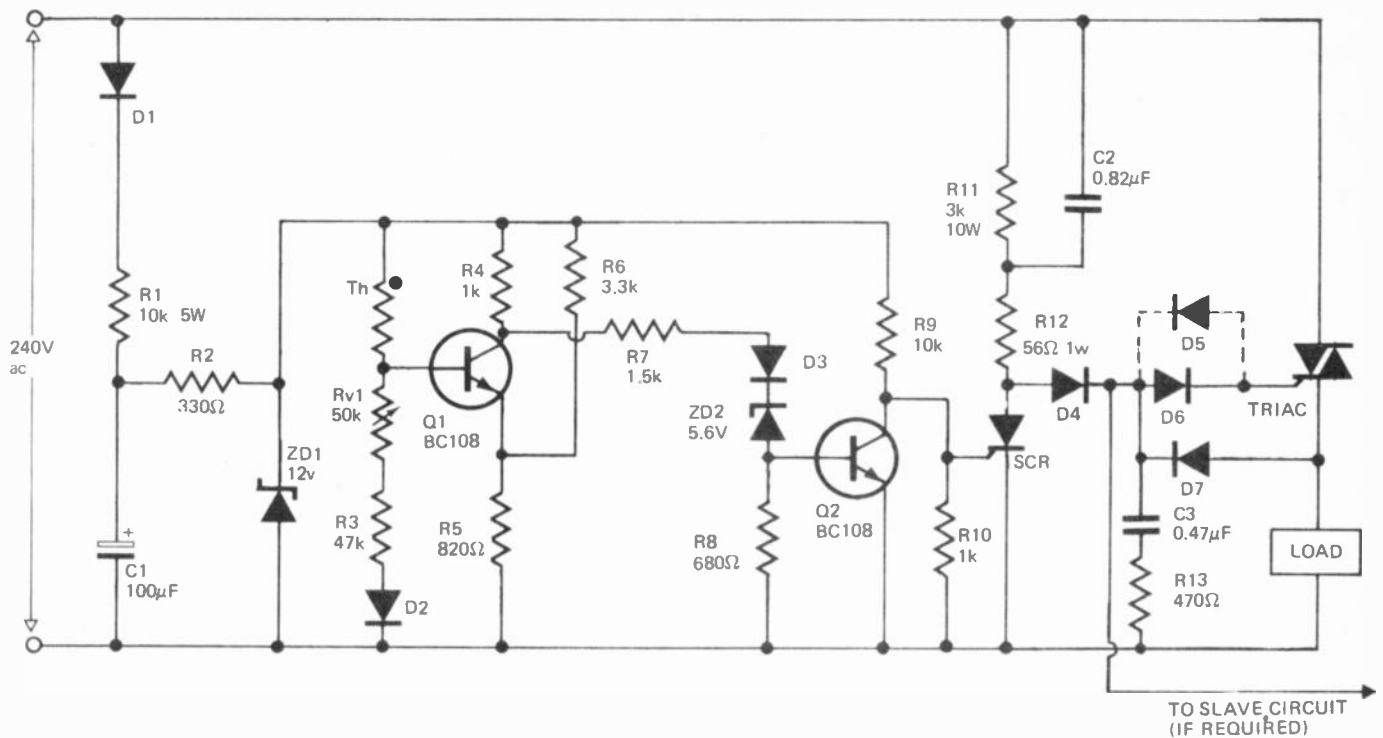 240V
ac
D1
R1
10k 5W
R2
330Ω
+
C1
100μF
ZD1
12v
Th
Rv1
50k
R3
47k
D2
R4
1k
Q1
BC108
R5
820Ω
R6
3.3k
R7
1.5k
D3
ZD2
5.6V
R8
680Ω
Q2
BC108
R9
10k
R10
1k
R11
3k
10W
C2
0.82μF
R12
56Ω 1w
SCR
D4
D5
D6
D7
C3
0.47μF
R13
470Ω
TRIAC
LOAD
TO SLAVE CIRCUIT
(IF REQUIRED)